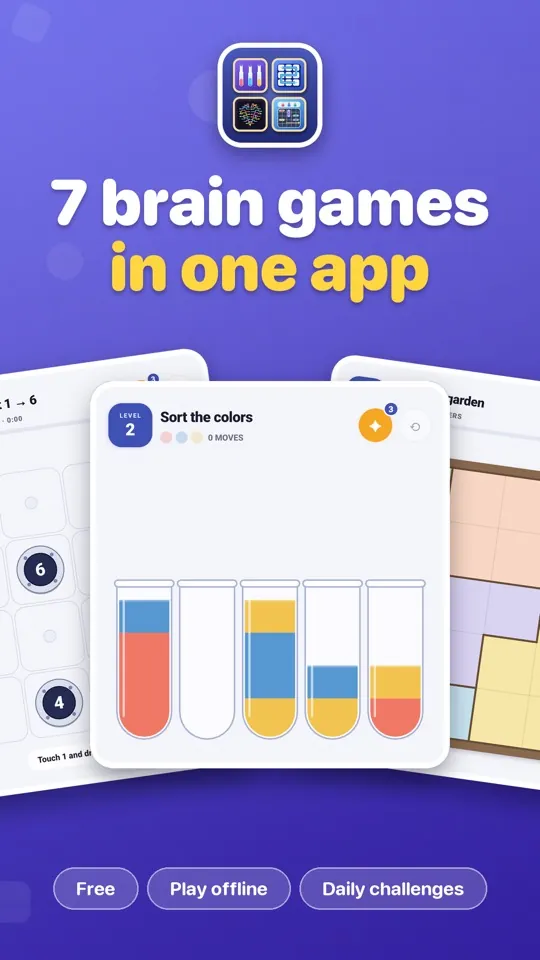 7 brain games
in one app
1 → 6
0:00
6
4
Touch 1 and
LEVEL
2
Sort the colors
0 MOVES
3
garden
Free
Play offline
Daily challenges